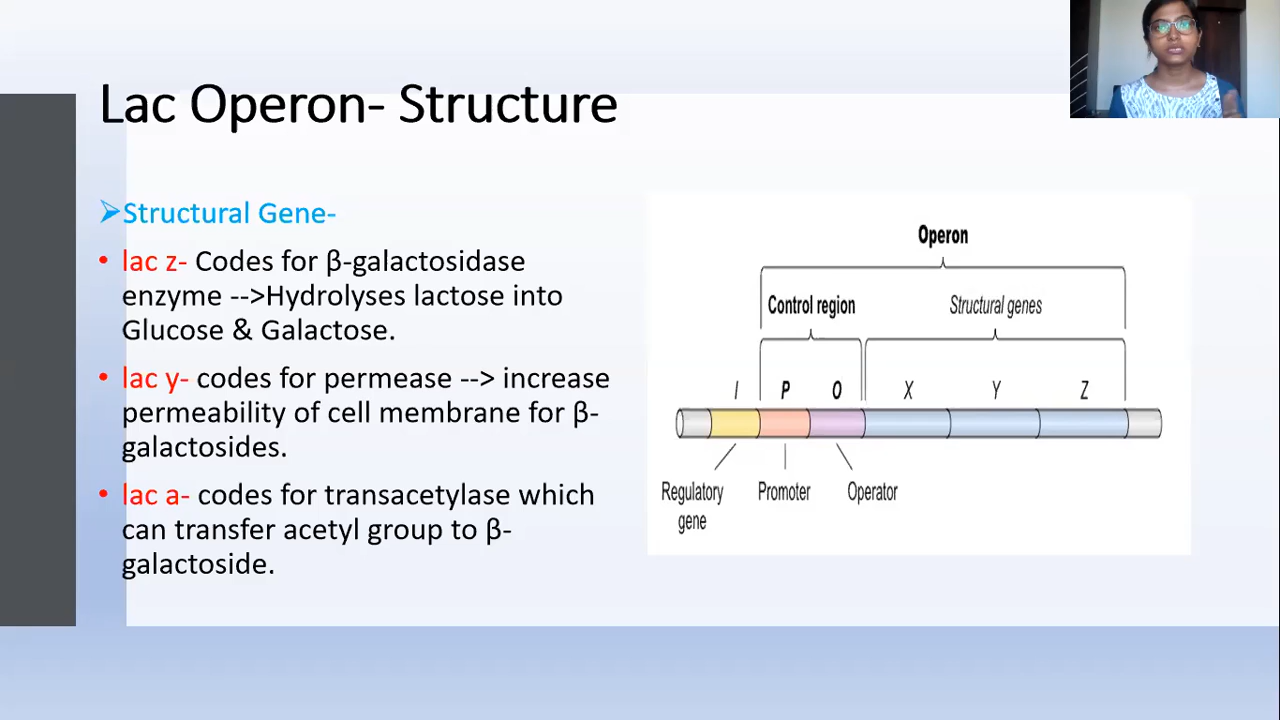 Lac Operon- Structure
➢Structural Gene-
• lac z- Codes for β-galactosidase
enzyme -->Hydrolyses lactose into
Glucose & Galactose.
• lac y- codes for permease --> increase
permeability of cell membrane for β-
galactosides.
• lac a- codes for transacetylase which
can transfer acetyl group to β-
galactoside.
Operon
Control region
Structural genes
I P O X Y Z
Regulatory
gene
Promoter
Operator